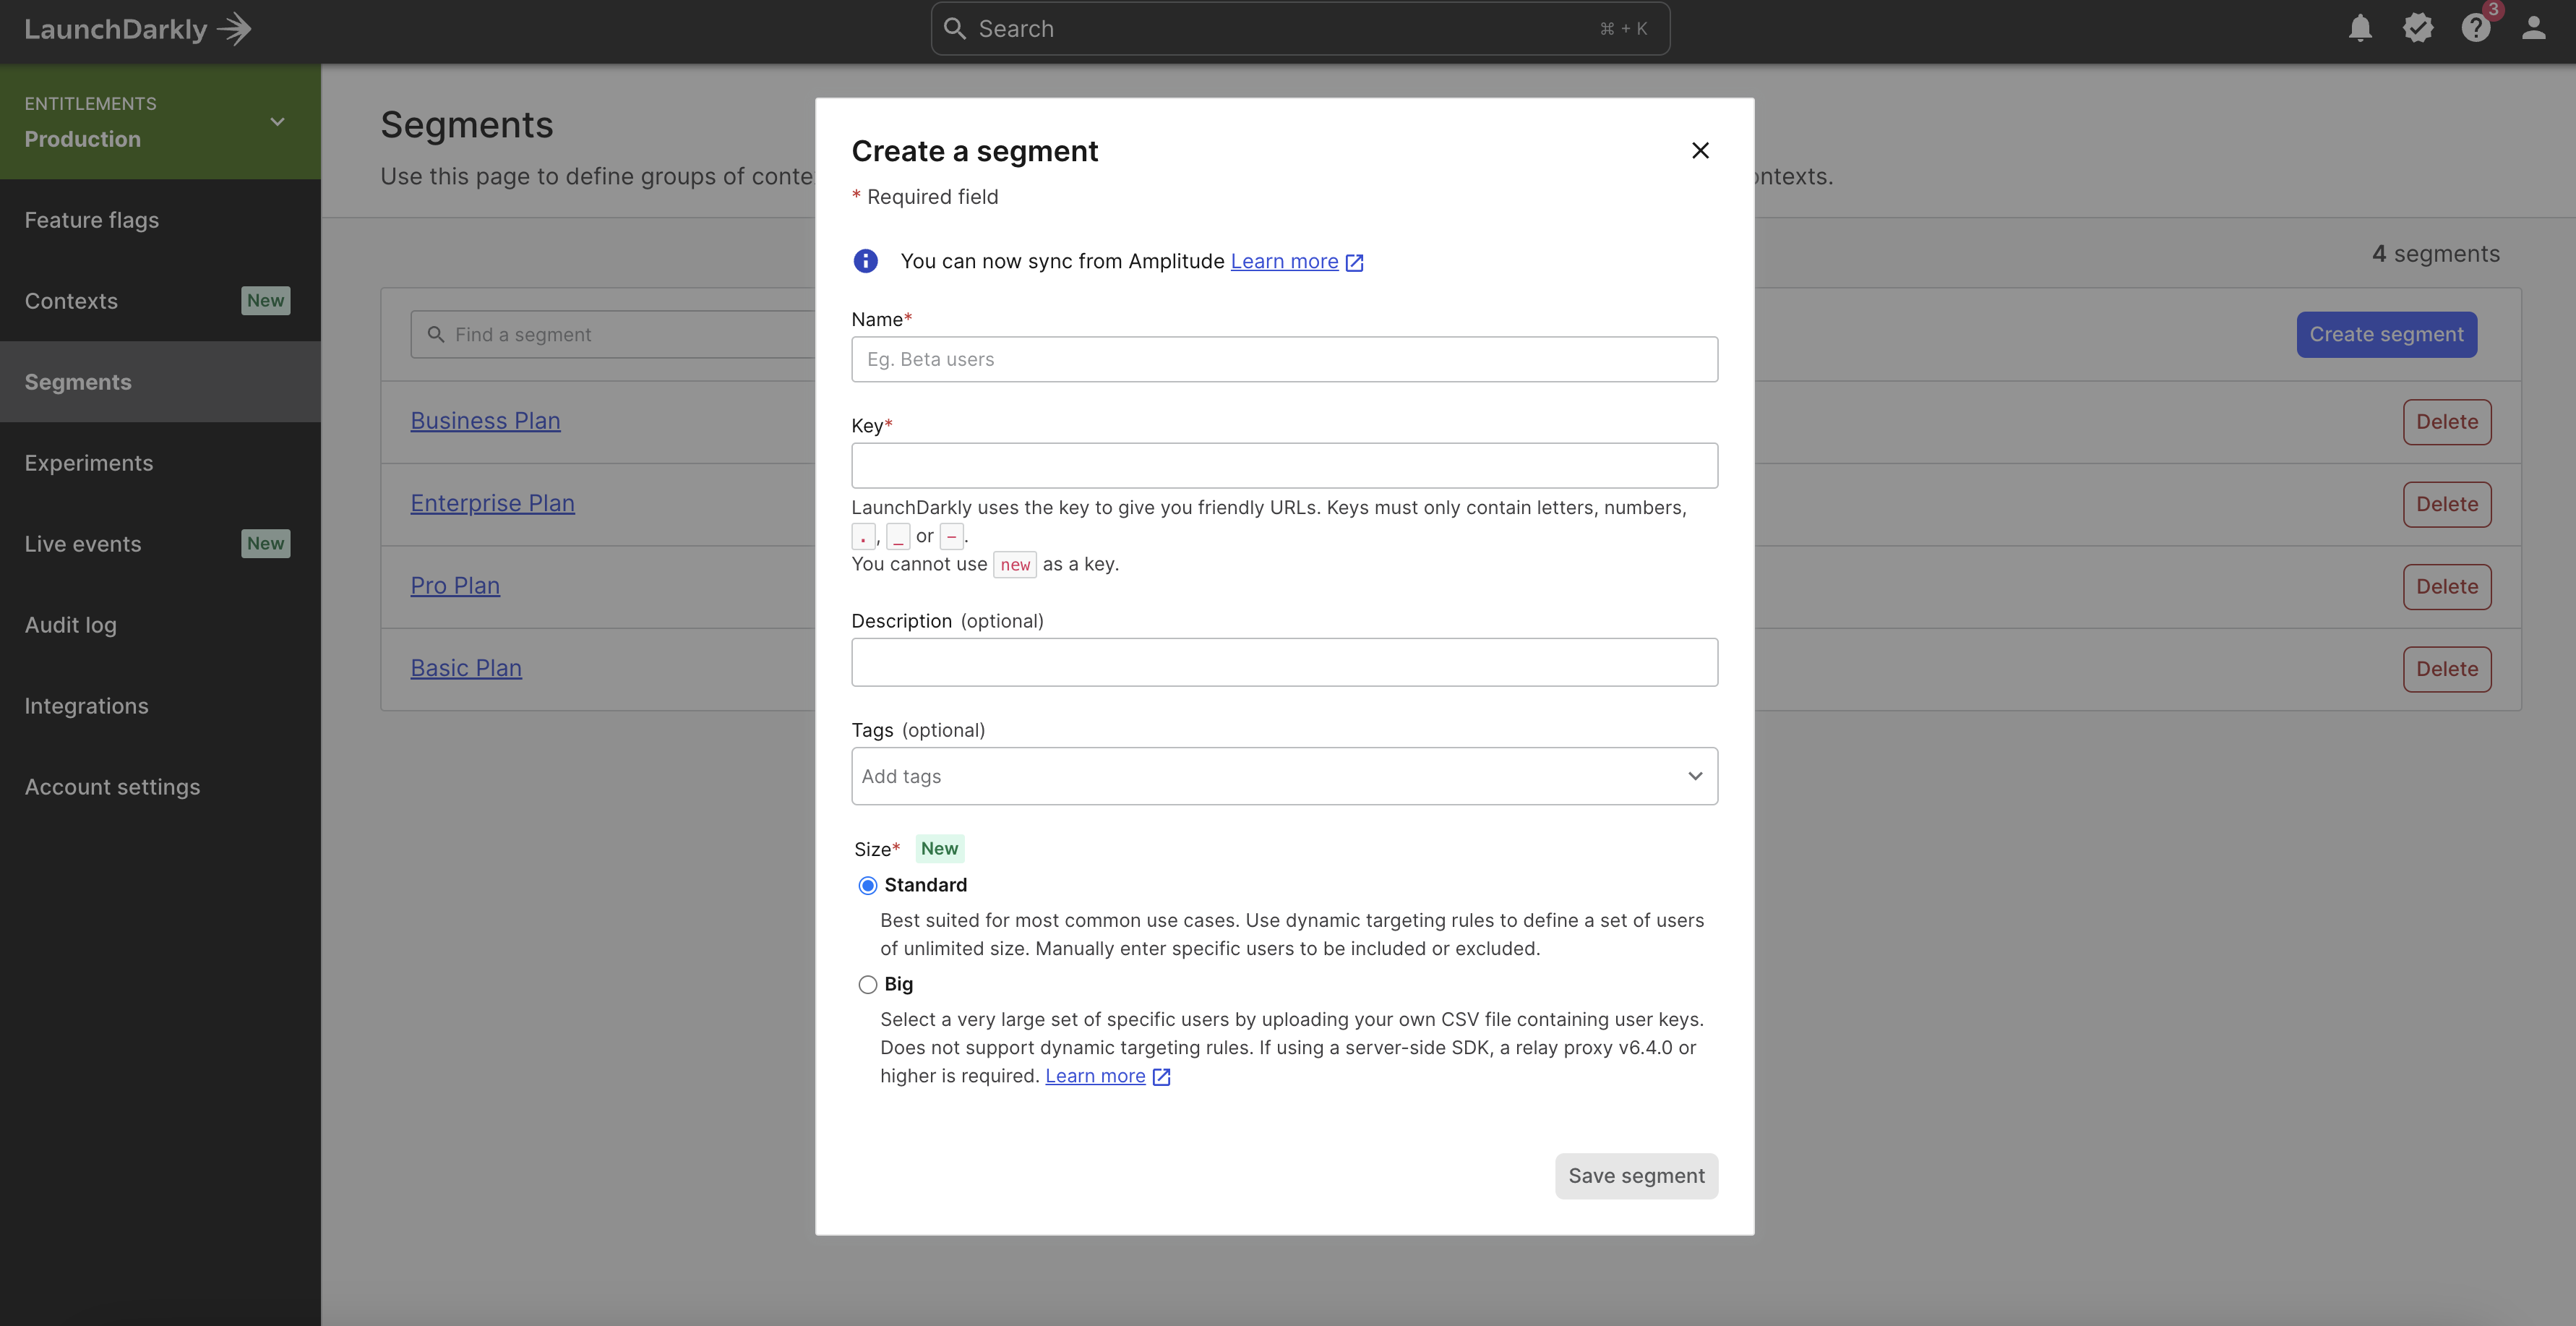 LaunchDarkly
Search
⌘ + K
3
ENTITLEMENTS
Production
Feature flags
Contexts
New
Segments
Experiments
Live events
New
Audit log
Integrations
Account settings
Segments
Use this page to define groups of conte
ontexts.
4 segments
Find a segment
Create segment
Business Plan
Delete
Enterprise Plan
Delete
Pro Plan
Delete
Basic Plan
Delete
Create a segment
* Required field
You can now sync from Amplitude Learn more
Name*
Eg. Beta users
Key*
LaunchDarkly uses the key to give you friendly URLs. Keys must only contain letters, numbers,
. , _ or - .
You cannot use new as a key.
Description (optional)
Tags (optional)
Add tags
Size* New
Standard
Best suited for most common use cases. Use dynamic targeting rules to define a set of users
of unlimited size. Manually enter specific users to be included or excluded.
Big
Select a very large set of specific users by uploading your own CSV file containing user keys.
Does not support dynamic targeting rules. If using a server-side SDK, a relay proxy v6.4.0 or
higher is required. Learn more
Save segment